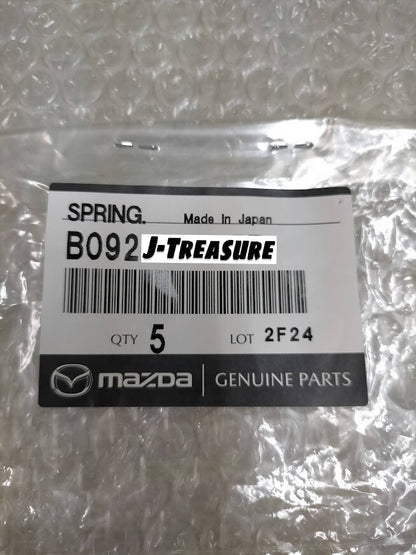 SPRING. Made In Japan
B092 J-TREASURE
QTY 5 LOT 2F24
mazda GENUINE PARTS